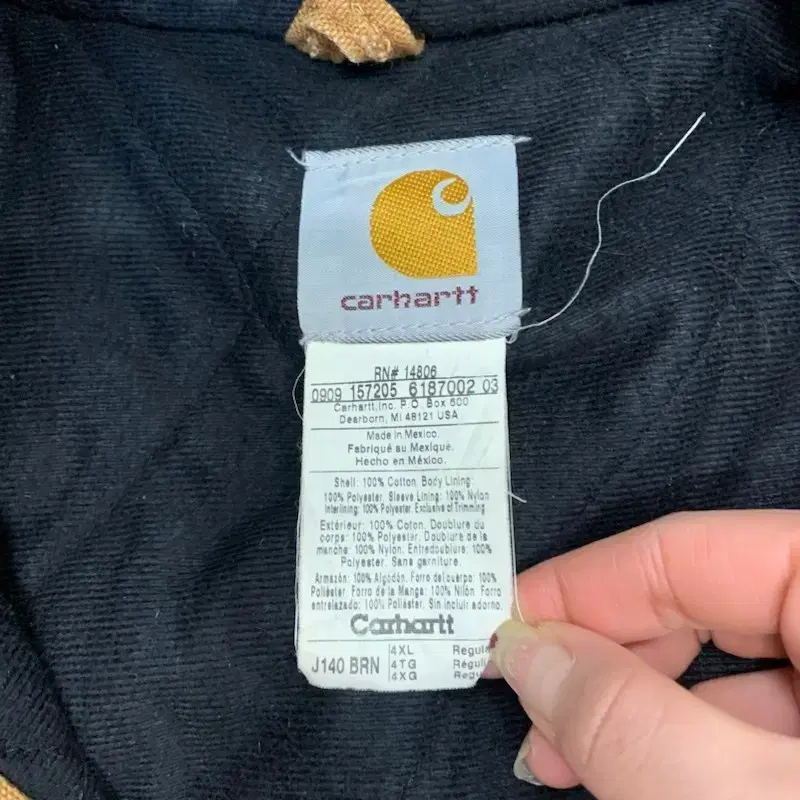 carhartt
RN# 14806
0909 157205 6187002 03
Carhartt,Inc. P.O. Box 600
Dearborn, MI 48121 USA
Made in Mexico.
Fabriqué au Mexique.
Hecho en México.
Shell: 100% Cotton, Body Lining:
100% Polyester, Sleeve Lining: 100% Nylon
Interlining: 100% Polyester, Exclusive of Trimming
Extérieur: 100% Coton, Doublure du
corps: 100% Polyester, Doublure de la
manche: 100% Nylon. Entredoublure: 100%
Polyester. Sans garniture.
Armazón: 100% Algodón. Forro del cuerpo: 100%
Poliéster. Forro de la Manga: 100% Nilón. Forro
entrelazado: 100% Poliéster. Sin incluir adorno.
Carhartt
J140 BRN
4XL Regul
4TG Régul
4XG Regu